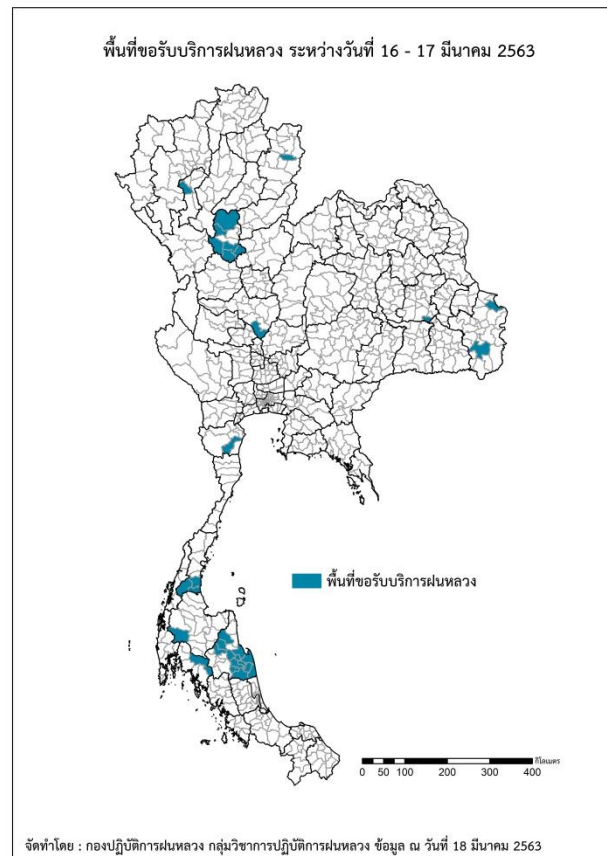 พื้นที่ขอรับบริการฝนหลวง ระหว่างวันที่ 16 - 17 มีนาคม 2563
พื้นที่ขอรับบริการฝนหลวง
กิโลเมตร
0 50 100 200 300 400
จัดทำโดย : กองปฏิบัติการฝนหลวง กลุ่มวิชาการปฏิบัติการฝนหลวง ข้อมูล ณ วันที่ 18 มีนาคม 2563